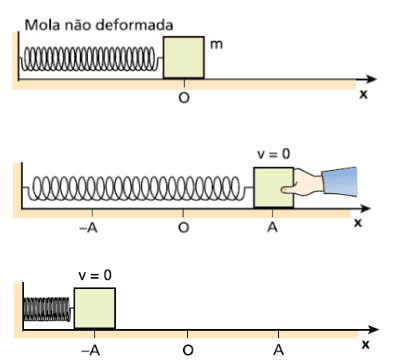 Mola não deformada
m
O
x
v = 0
–A
O
A
x
v = 0
–A
O
A
x